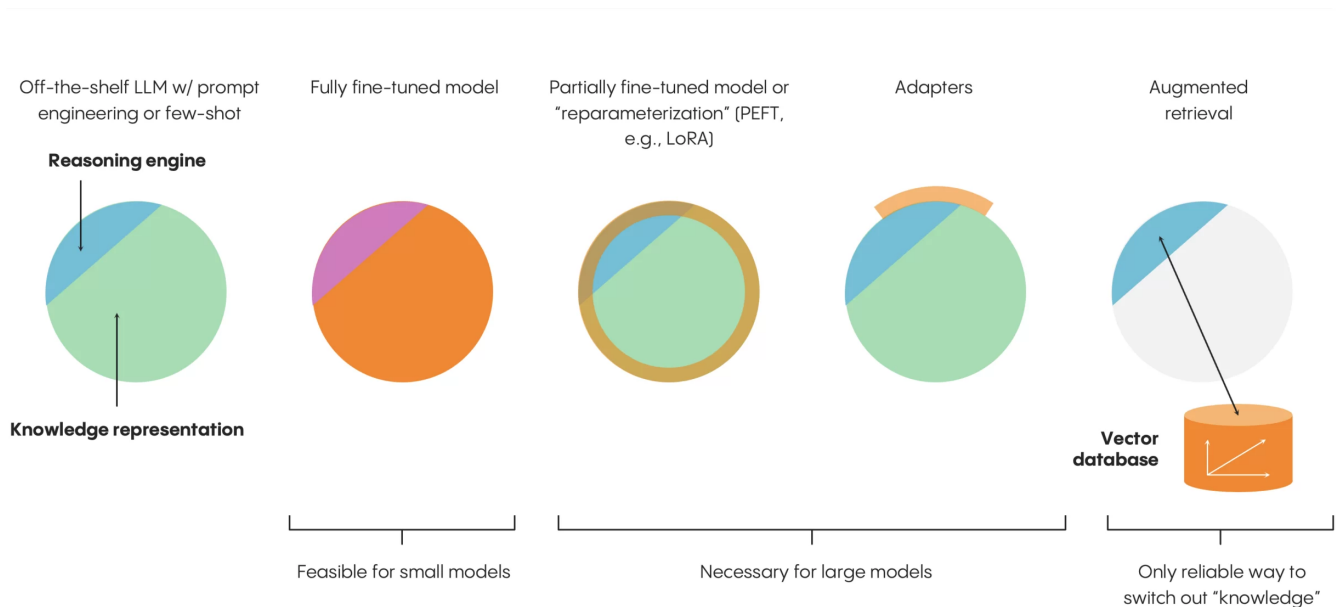 Off-the-shelf LLM w/ prompt
engineering or few-shot
Reasoning engine
Knowledge representation
Fully fine-tuned model
Partially fine-tuned model or
“reparameterization” (PEFT,
e.g., LoRA)
Adapters
Augmented
retrieval
Vector
database
Feasible for small models
Necessary for large models
Only reliable way to
switch out “knowledge”